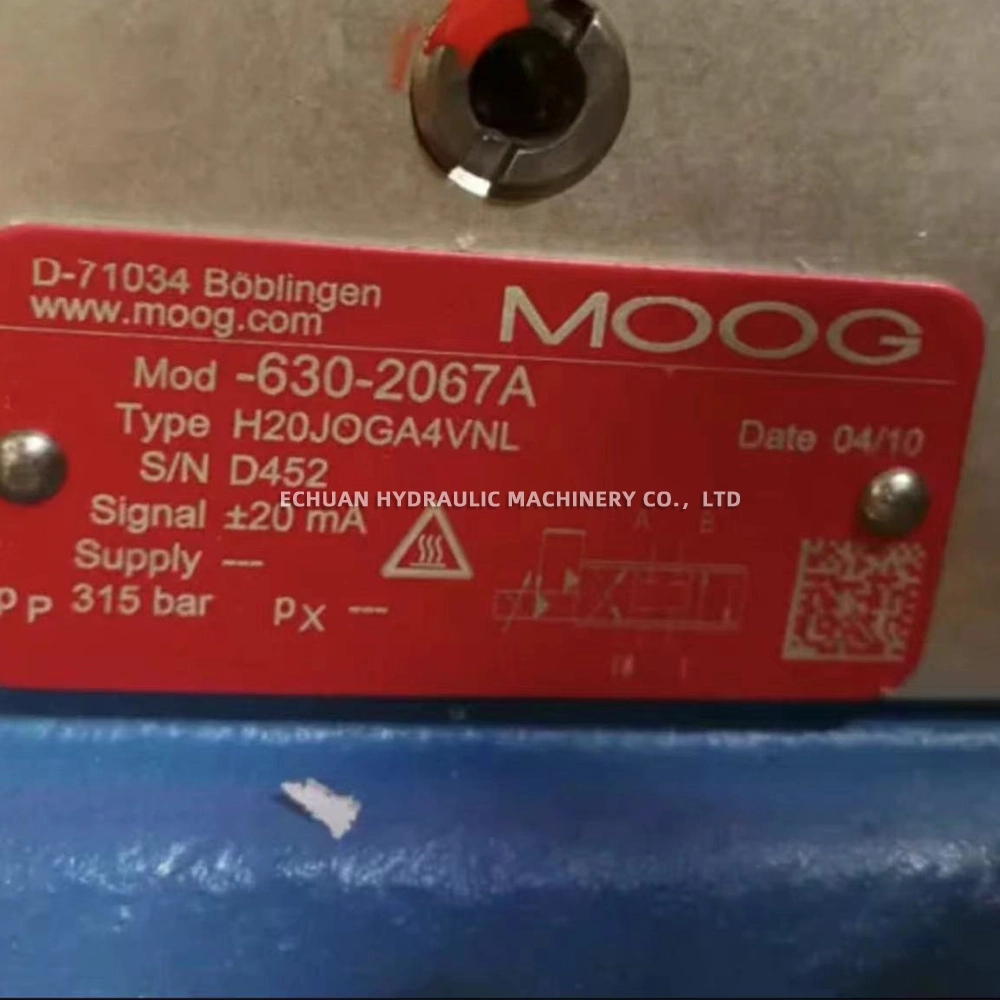 D-71034 Böblingen
www.moog.com
MOOG
Mod -630-2067A
Type H20JOGA4VNL
Date 04/10
S/N D452
ECHUAN HYDRAULIC MACHINERY CO., LTD
Signal ±20 mA
A B
Supply ---
pP 315 bar pX ---